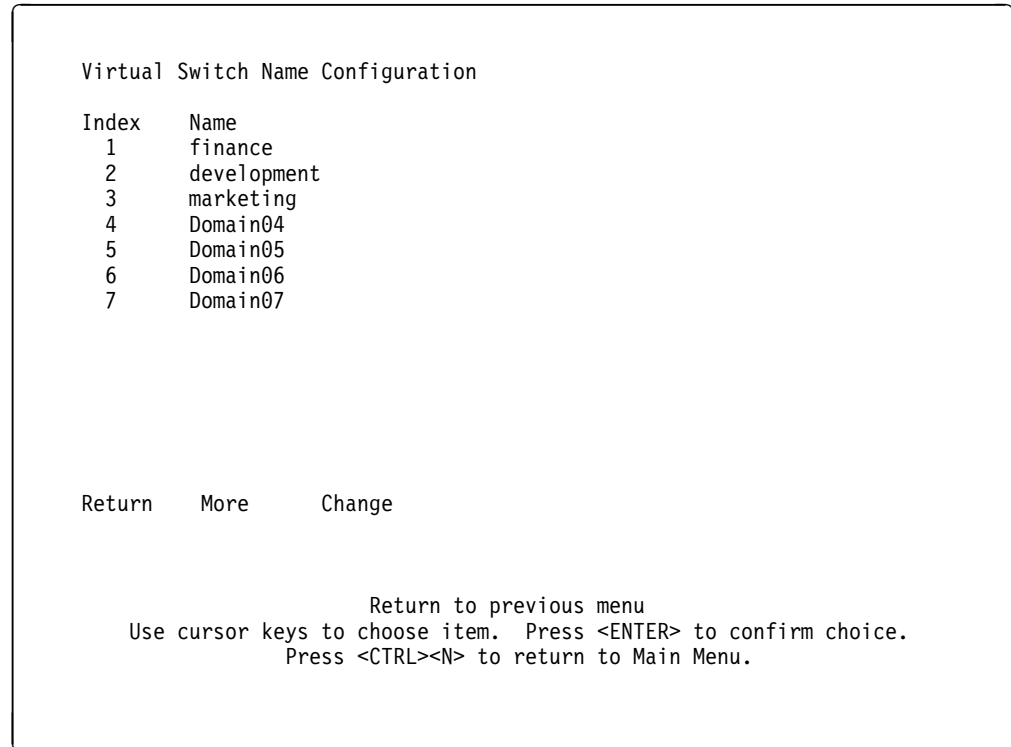 Virtual Switch Name Configuration
Index Name
1 finance
2 development
3 marketing
4 Domain04
5 Domain05
6 Domain06
7 Domain07
Return More Change
Return to previous menu
Use cursor keys to choose item. Press <ENTER> to confirm choice.
Press <CTRL><N> to return to Main Menu.